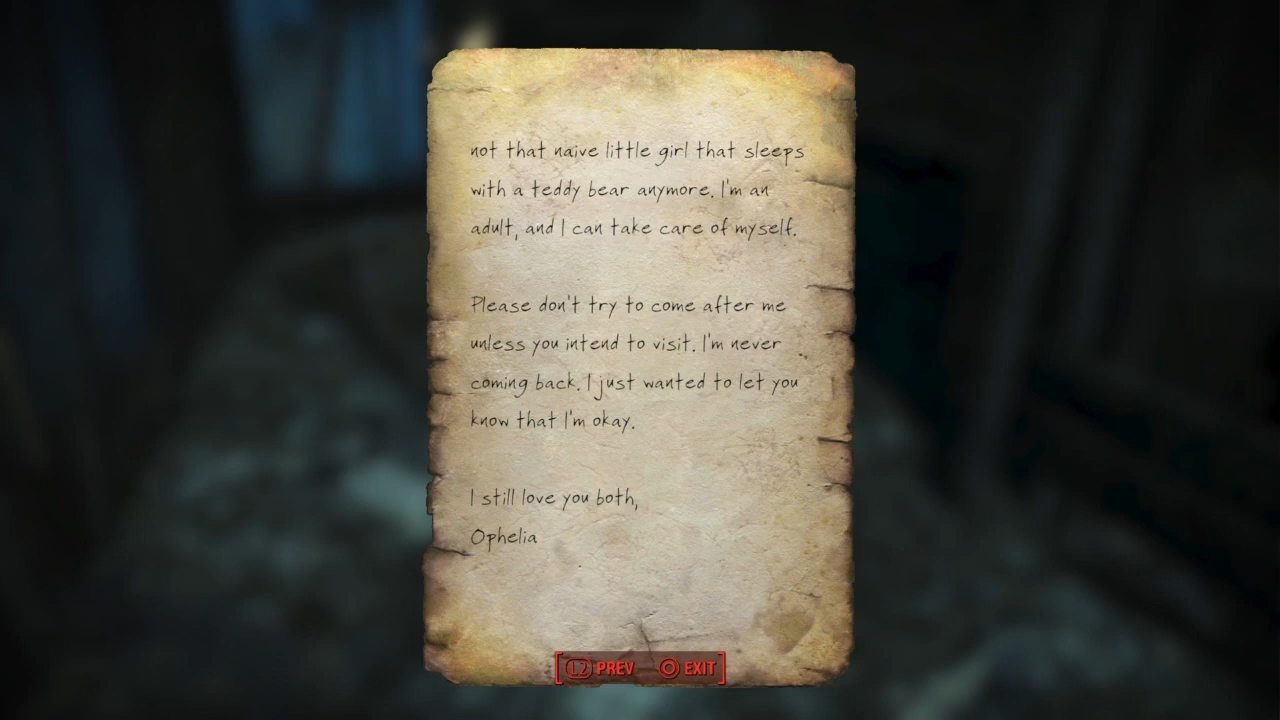 not that naive little girl that sleeps
with a teddy bear anymore. I'm an
adult, and I can take care of myself.
Please don't try to come after me
unless you intend to visit. I'm never
coming back. I just wanted to let you
know that I'm okay.
I still love you both,
Ophelia
L2 PREV EXIT